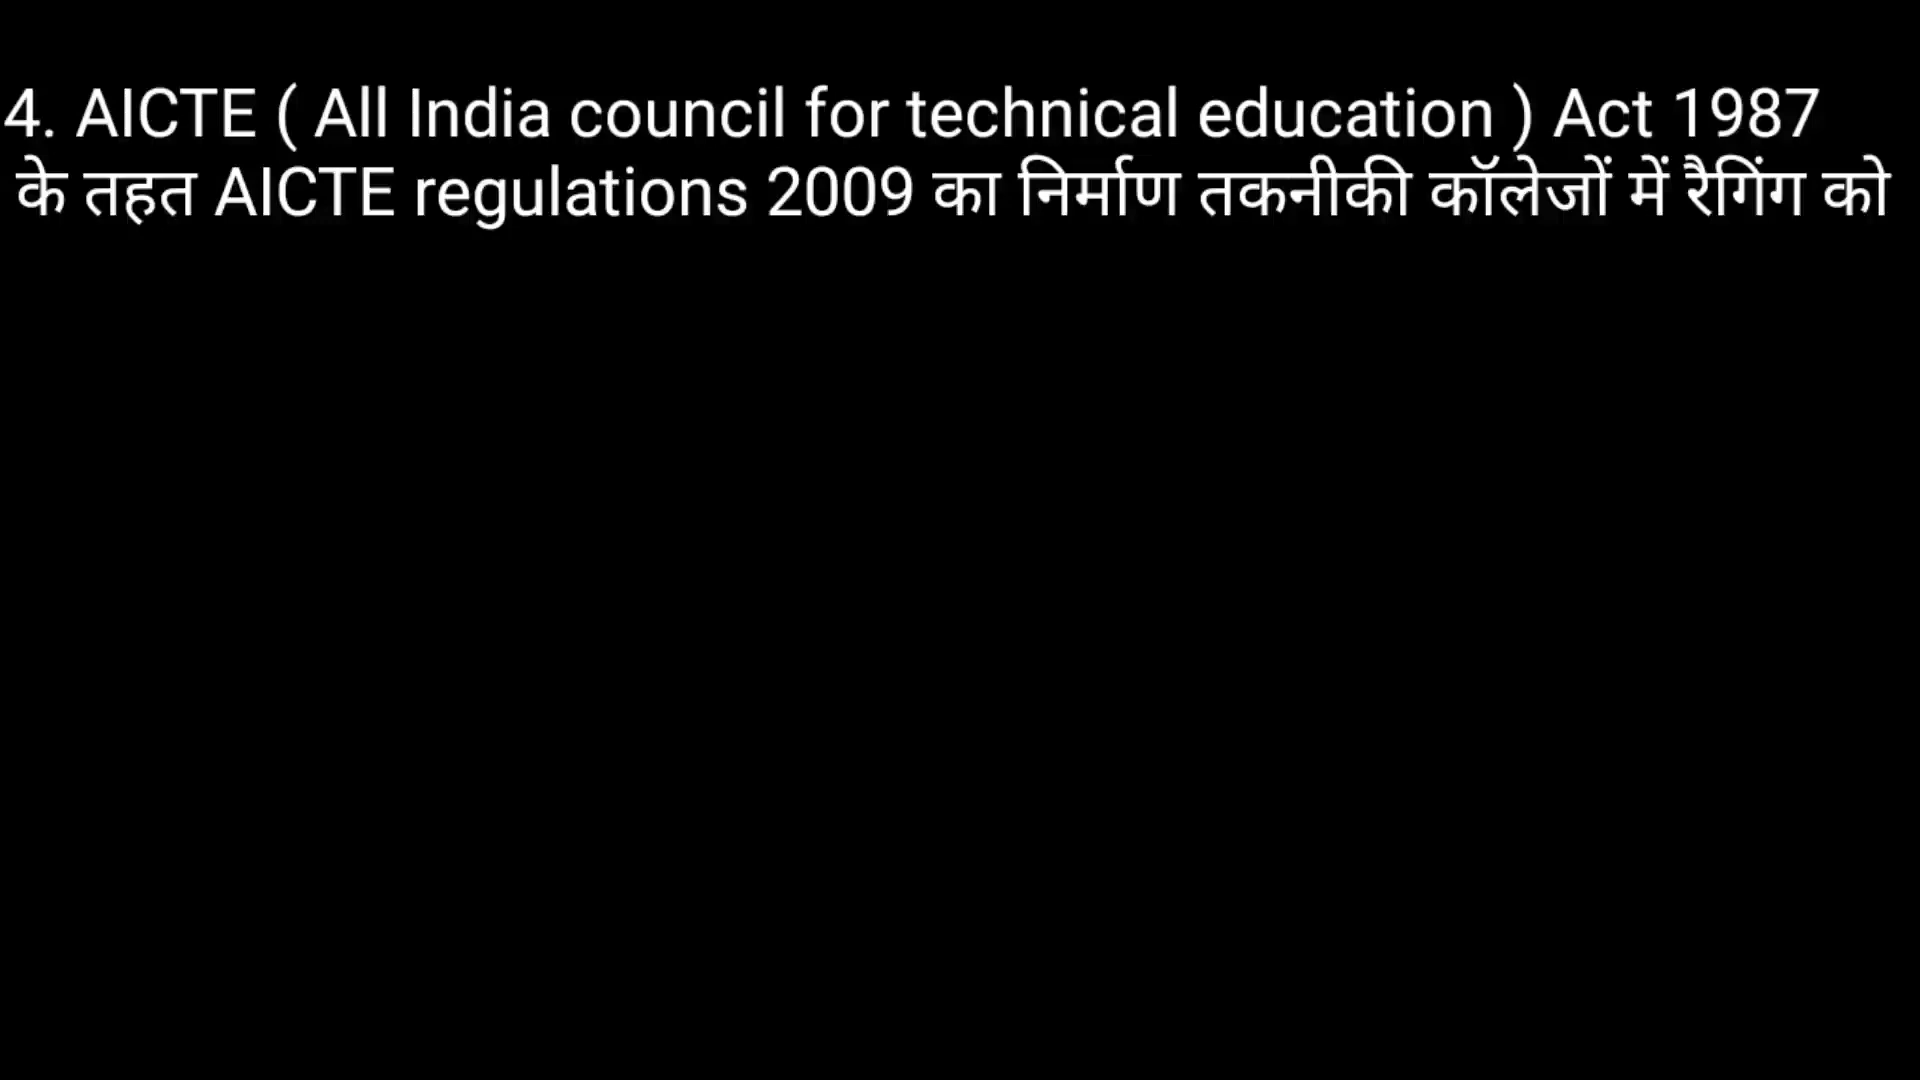 4. AICTE ( All India council for technical education ) Act 1987
के तहत AICTE regulations 2009 का निर्माण तकनीकी कॉलेजों में रैगिंग को